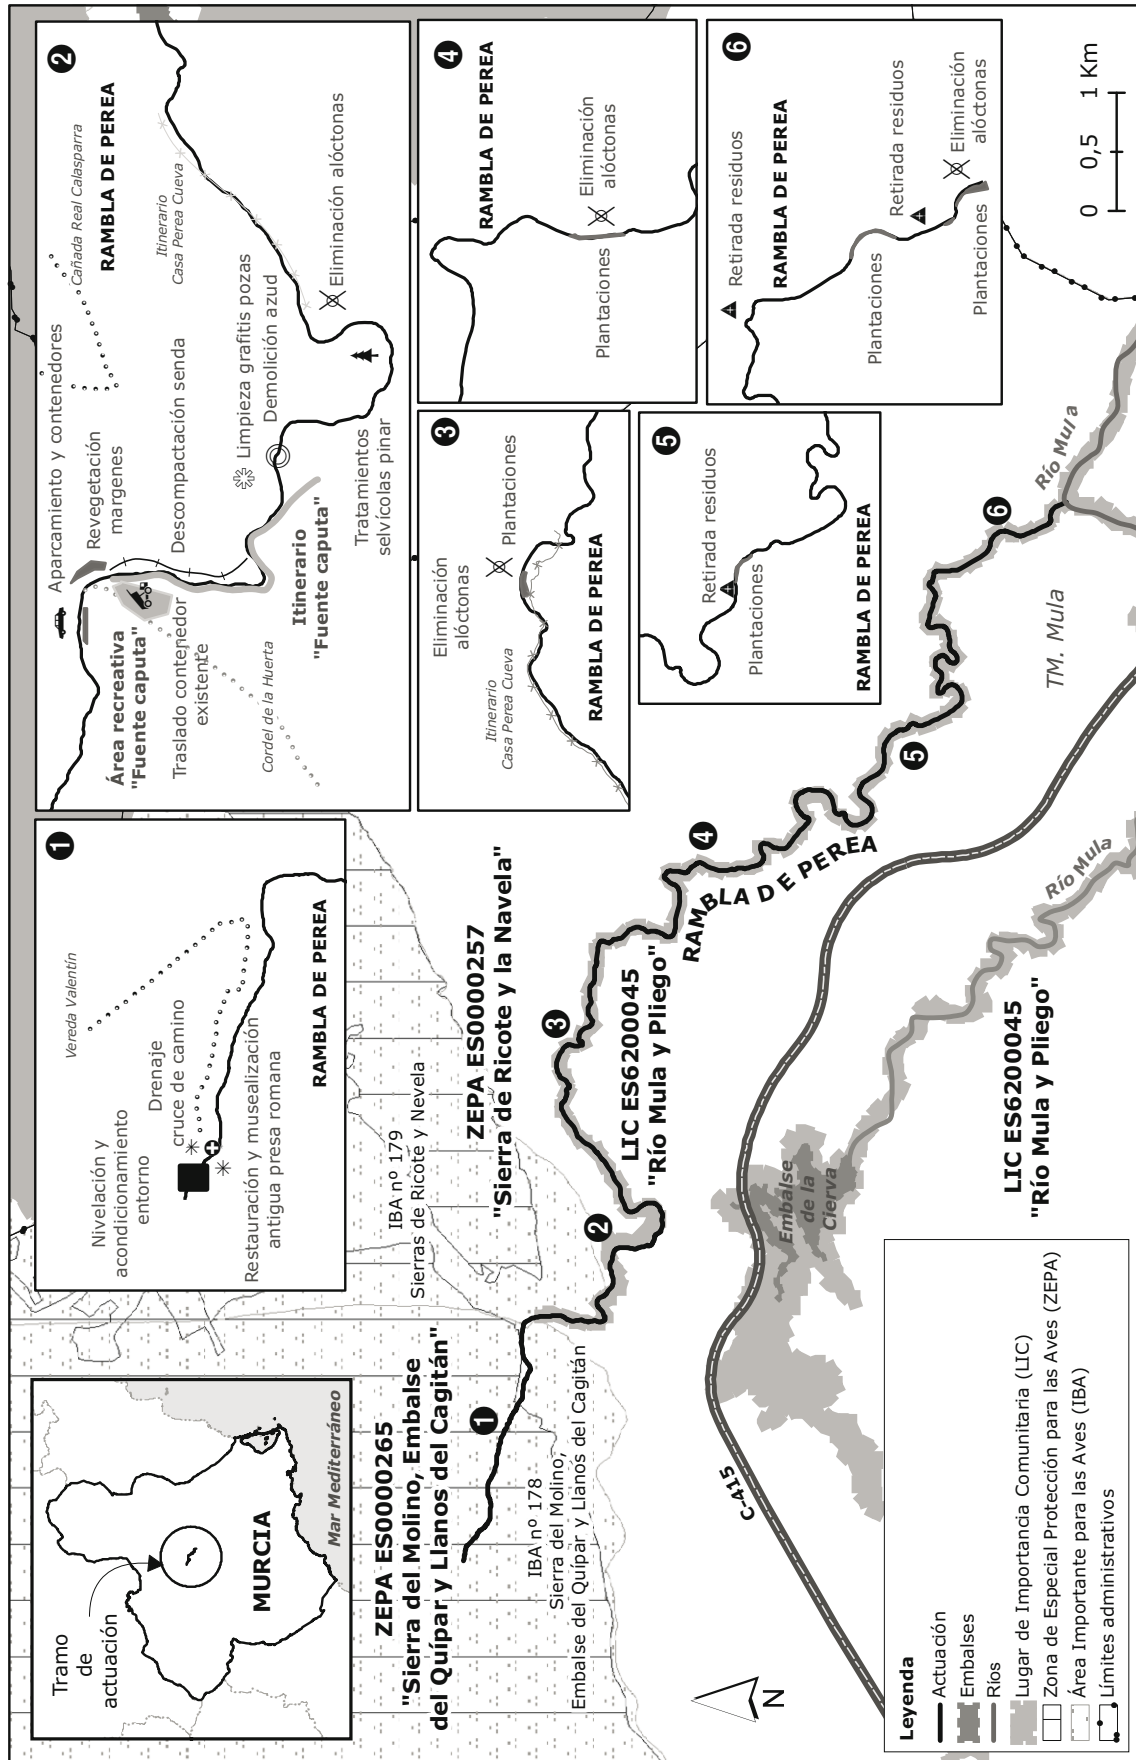 Tramo
de
actuación
MURCIA
Mar Mediterráneo
1
Vereda Valentín
Nivelación y
acondicionamiento
entorno
Drenaje
cruce de camino
Restauración y musealización
antigua presa romana
RAMBLA DE PEREA
2
Aparcamiento y contenedores
Cañada Real Calasparra
RAMBLA DE PEREA
Revegetación
margenes
Área recreativa
"Fuente caputa"
Descompactación senda
Itinerario
Casa Perea Cueva
Traslado contenedor
existente
Limpieza grafitis pozas
Demolición azud
Cordel de la Huerta
Itinerario
"Fuente caputa"
Eliminación alóctonas
Tratamientos
selvícolas pinar
3
Eliminación
alóctonas
Plantaciones
Itinerario
Casa Perea Cueva
RAMBLA DE PEREA
4
RAMBLA DE PEREA
Eliminación
alóctonas
Plantaciones
5
Retirada residuos
Plantaciones
RAMBLA DE PEREA
6
Retirada residuos
RAMBLA DE PEREA
Plantaciones
Retirada residuos
Eliminación
alóctonas
Plantaciones
ZEPA ES0000265
"Sierra del Molino, Embalse
del Quípar y Llanos del Cagitán"
IBA nº 179
Sierras de Ricote y Nevela
ZEPA ES0000257
"Sierra de Ricote y la Navela"
1
IBA nº 178
Sierra del Molino,
Embalse del Quípar y Llanos del Cagitán
2
3
LIC ES6200045
"Río Mula y Pliego"
4
RAMBLA DE PEREA
5
6
Río Mula
TM. Mula
C-415
Embalse
de la
Cierva
Río Mula
LIC ES6200045
"Río Mula y Pliego"
N
0 0,5 1 Km
Leyenda
Actuación
Embalses
Ríos
Lugar de Importancia Comunitaria (LIC)
Zona de Especial Protección para las Aves (ZEPA)
Área Importante para las Aves (IBA)
Límites administrativos